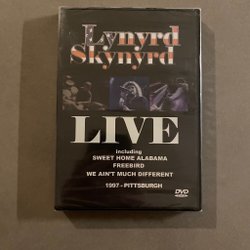 Lynyrd
Skynyrd
LIVE
including
SWEET HOME ALABAMA
FREEBIRD
WE AIN'T MUCH DIFFERENT
1997 - PITTSBURGH
DVD